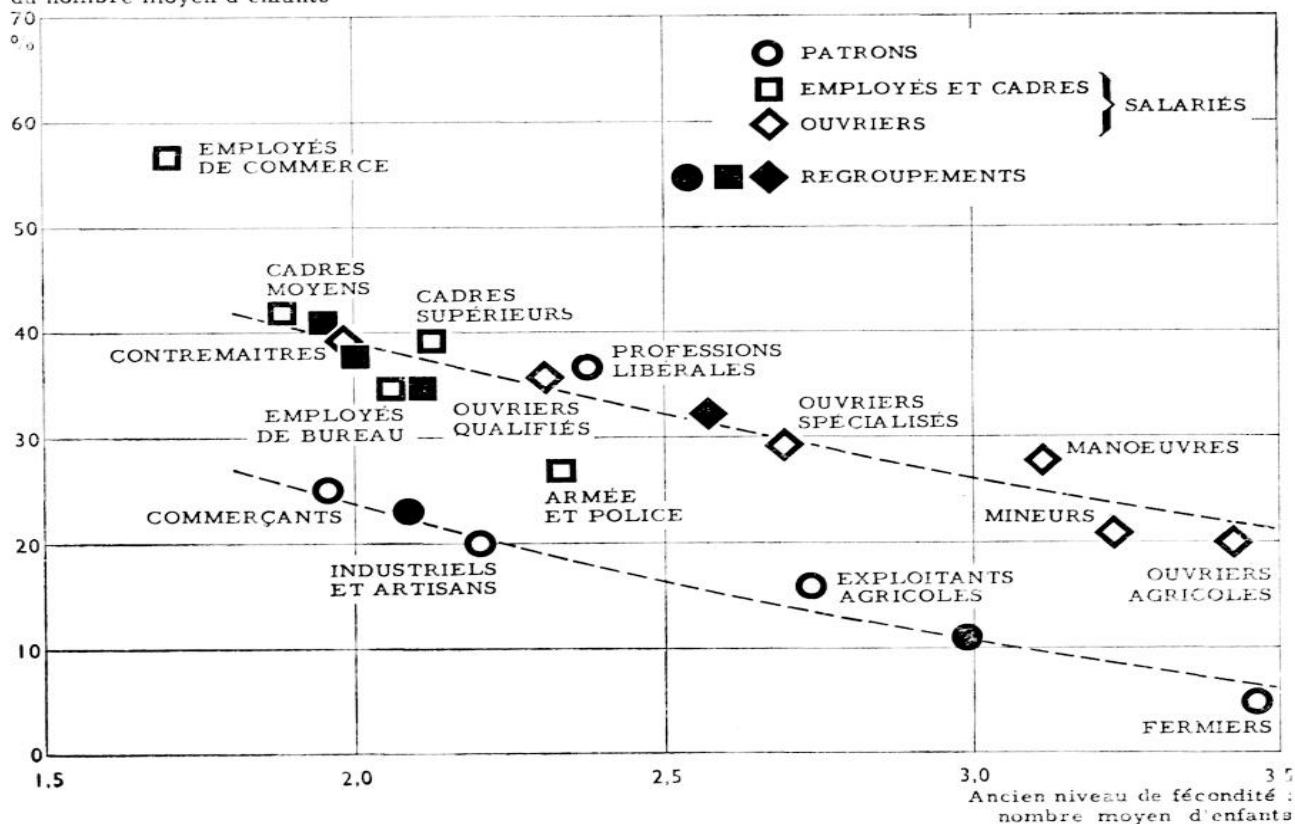 du nombre moyen d'enfants
70
%
PATRONS
EMPLOYÉS ET CADRES
SALARIÉS
OUVRIERS
60
EMPLOYÉS
DE COMMERCE
REGROUPEMENTS
50
CADRES
MOYENS
CADRES
SUPÉRIEURS
40
CONTREMAITRES
PROFESSIONS
LIBÉRALES
EMPLOYÉS
DE BUREAU
OUVRIERS
QUALIFIÉS
OUVRIERS
SPÉCIALISÉS
30
MANOEUVRES
ARMÉE
ET POLICE
COMMERÇANTS
MINEURS
20
INDUSTRIELS
ET ARTISANS
EXPLOITANTS
AGRICOLES
OUVRIERS
AGRICOLES
10
FERMIERS
0
1,5
2,0
2,5
3,0
3 5
Ancien niveau de fécondité :
nombre moyen d'enfants